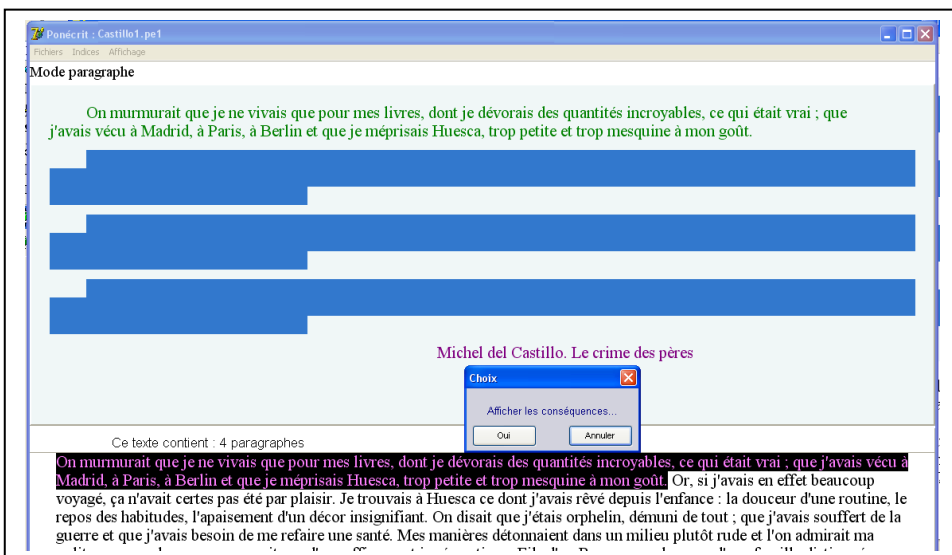 Ponécrit : Castillo1.pe1
Fichiers Indices Affichage
Mode paragraphe
On murmurait que je ne vivais que pour mes livres, dont je dévorais des quantités incroyables, ce qui était vrai ; que
j'avais vécu à Madrid, à Paris, à Berlin et que je méprisais Huesca, trop petite et trop mesquine à mon goût.
Michel del Castillo. Le crime des pères
Choix
Afficher les conséquences...
Oui Annuler
Ce texte contient : 4 paragraphes
On murmurait que je ne vivais que pour mes livres, dont je dévorais des quantités incroyables, ce qui était vrai ; que j'avais vécu à
Madrid, à Paris, à Berlin et que je méprisais Huesca, trop petite et trop mesquine à mon goût. Or, si j'avais en effet beaucoup
voyagé, ça n'avait certes pas été par plaisir. Je trouvais à Huesca ce dont j'avais rêvé depuis l'enfance : la douceur d'une routine, le
repos des habitudes, l'apaisement d'un décor insignifiant. On disait que j'étais orphelin, démuni de tout ; que j'avais souffert de la
guerre et que j'avais besoin de me refaire une santé. Mes manières détonnaient dans un milieu plutôt rude et l'on admirait ma